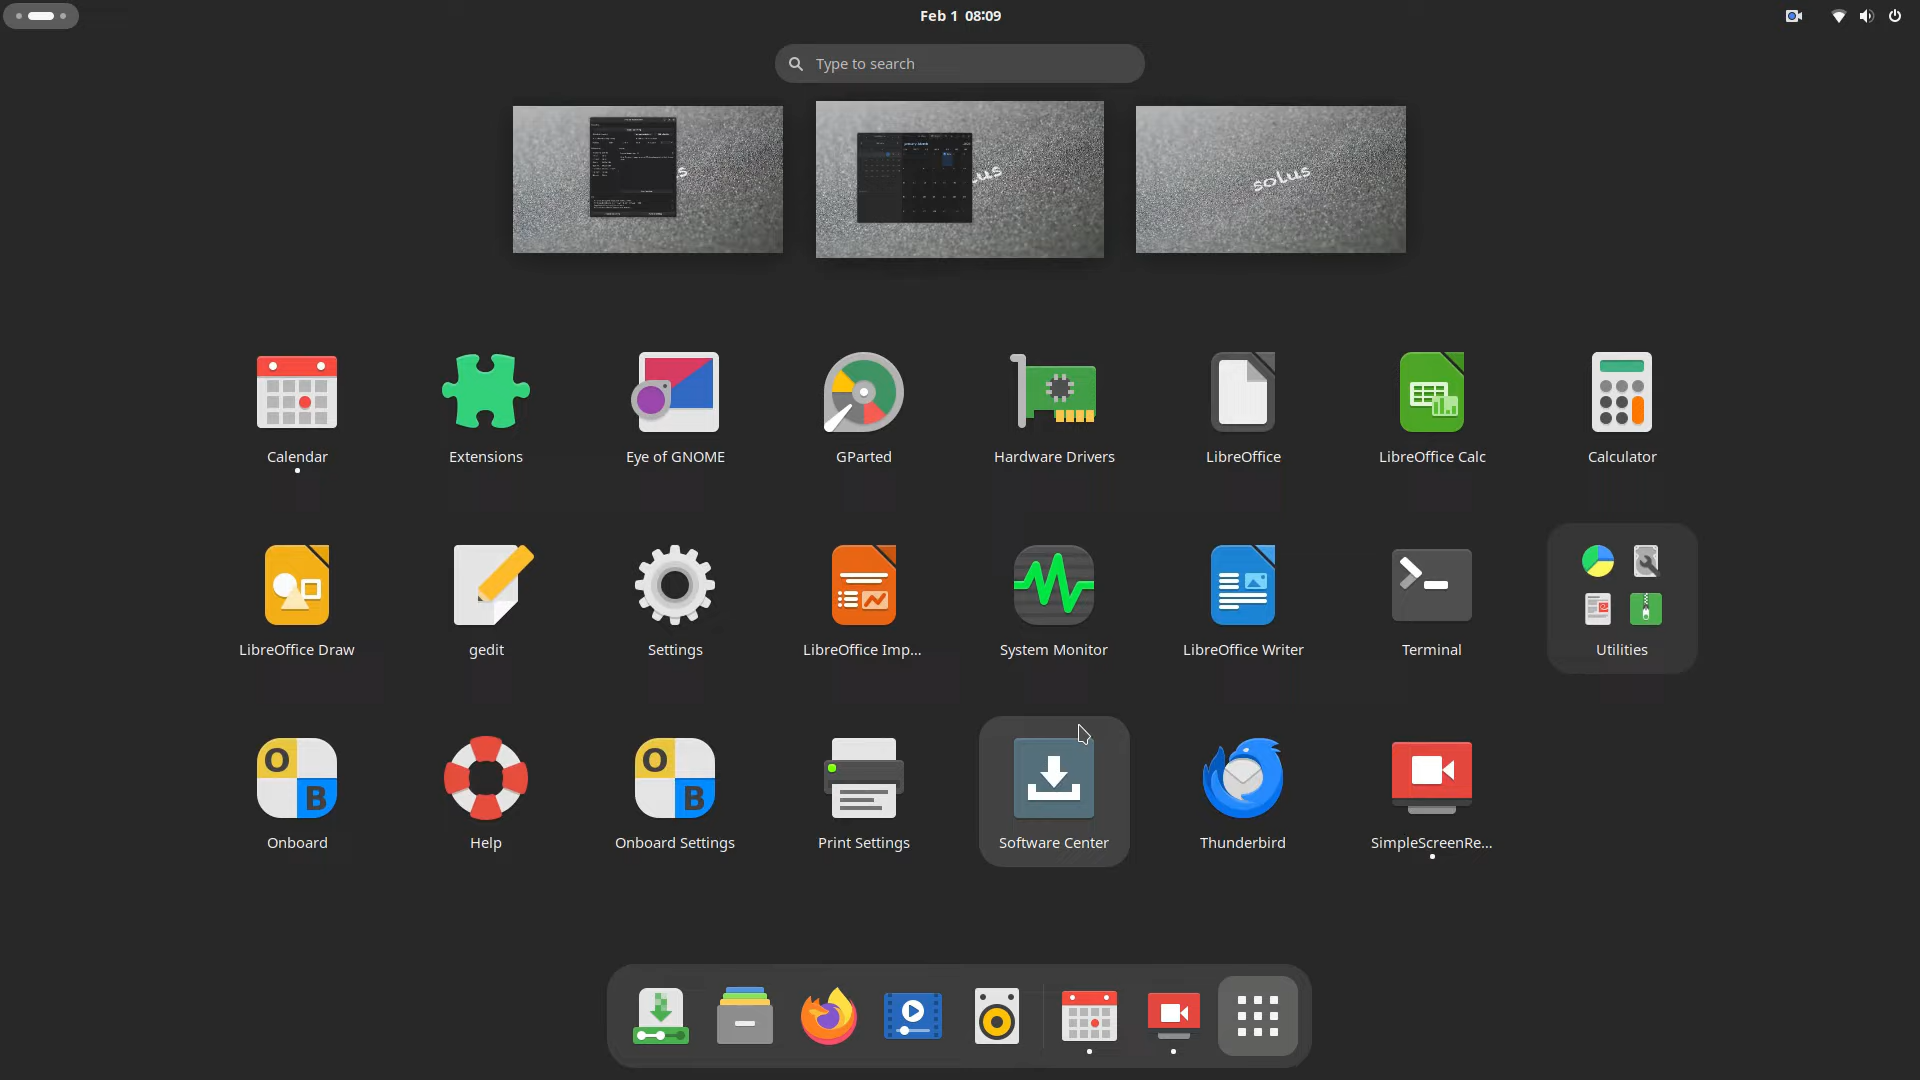 Feb 1 08:09
Type to search
solus
Calendar
Extensions
Eye of GNOME
GParted
Hardware Drivers
LibreOffice
LibreOffice Calc
Calculator
LibreOffice Draw
gedit
Settings
LibreOffice Imp...
System Monitor
LibreOffice Writer
Terminal
Utilities
O
B
O
B
Onboard
Help
Onboard Settings
Print Settings
Software Center
Thunderbird
SimpleScreenRe...